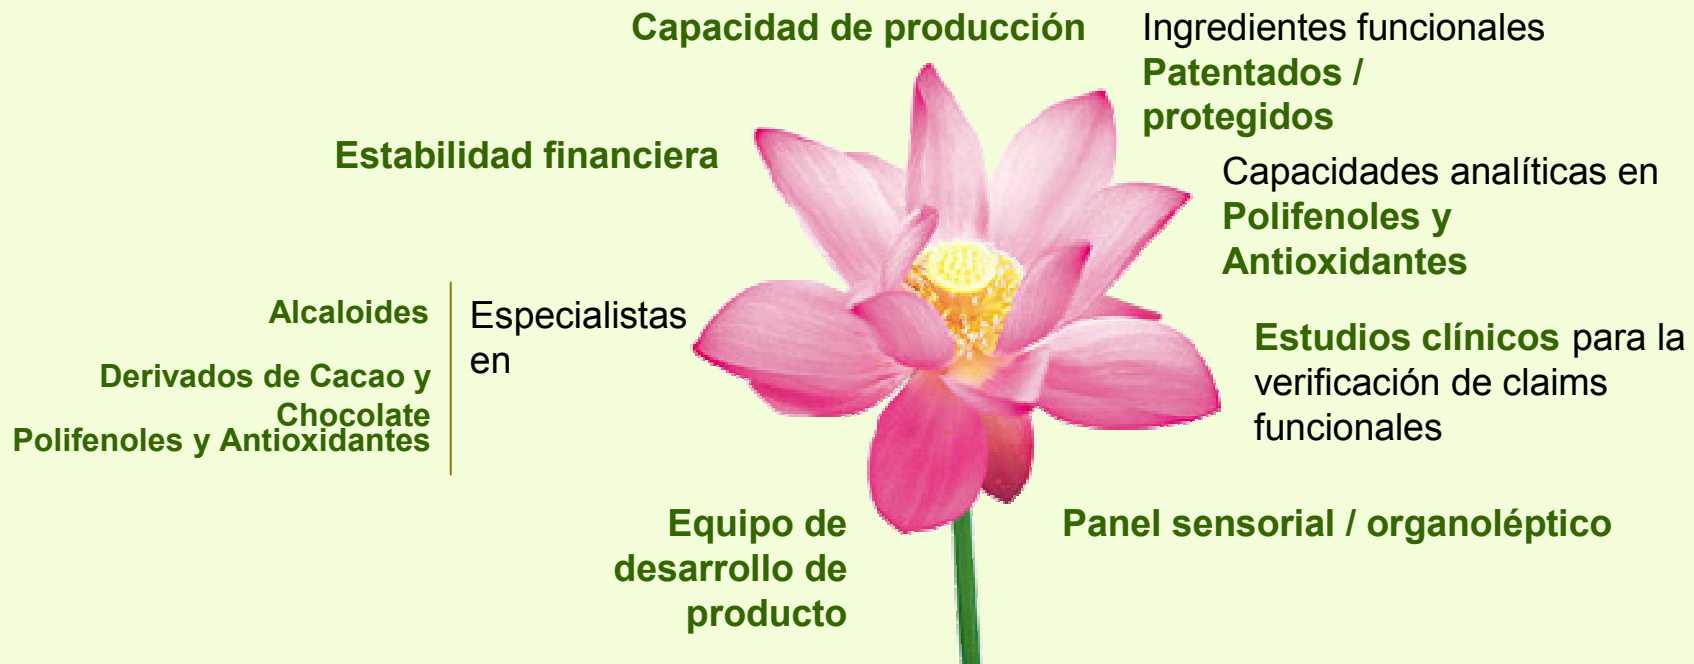 Capacidad de producción
Ingredientes funcionales
Patentados /
protegidos
Estabilidad financiera
Capacidades analíticas en
Polifenoles y
Antioxidantes
Alcaloides
Derivados de Cacao y
Chocolate
Polifenoles y Antioxidantes
Especialistas
en
Estudios clínicos para la
verificación de claims
funcionales
Equipo de
desarrollo de
producto
Panel sensorial / organoléptico